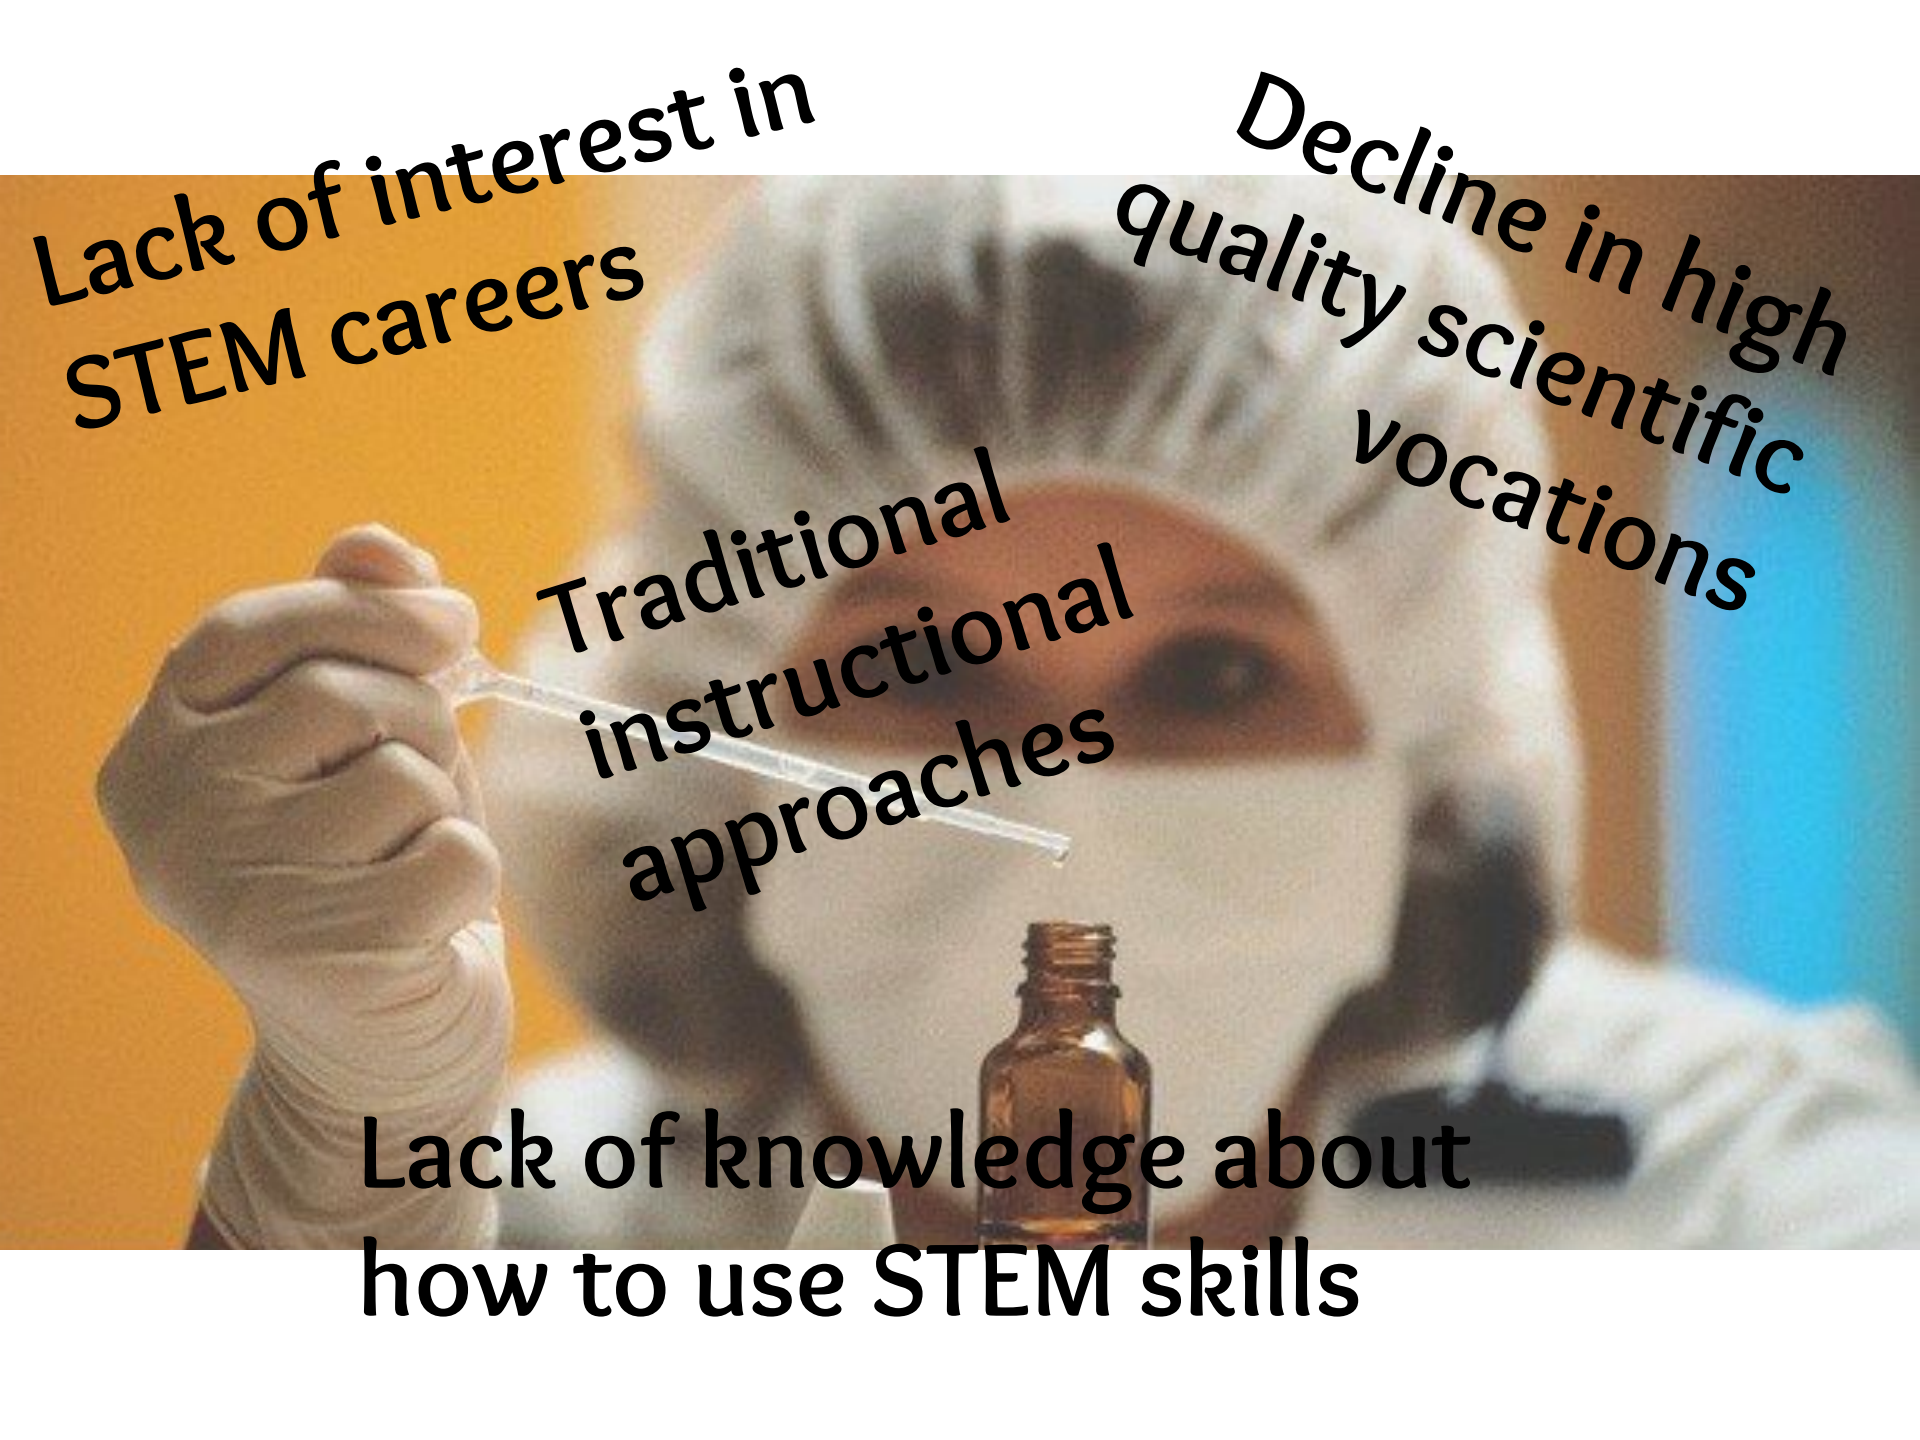 Lack of interest in
STEM careers
Decline in high
quality scientific
vocations
Traditional
instructional
approaches
Lack of knowledge about
how to use STEM skills